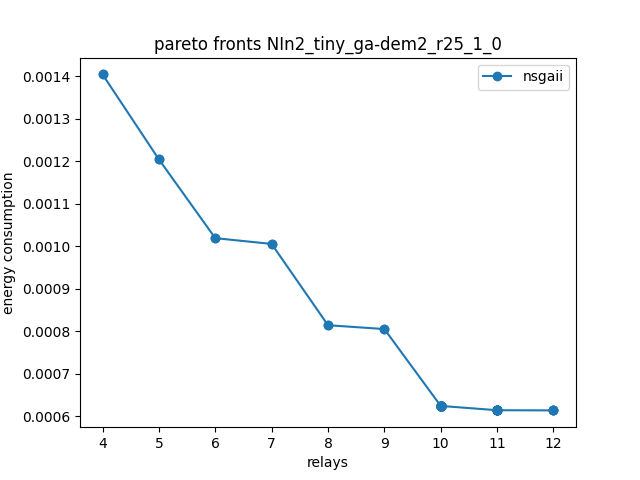 pareto fronts NIn2_tiny_ga-dem2_r25_1_0
nsgaii
energy consumption
0.0014
0.0013
0.0012
0.0011
0.0010
0.0009
0.0008
0.0007
0.0006
4 5 6 7 8 9 10 11 12
relays